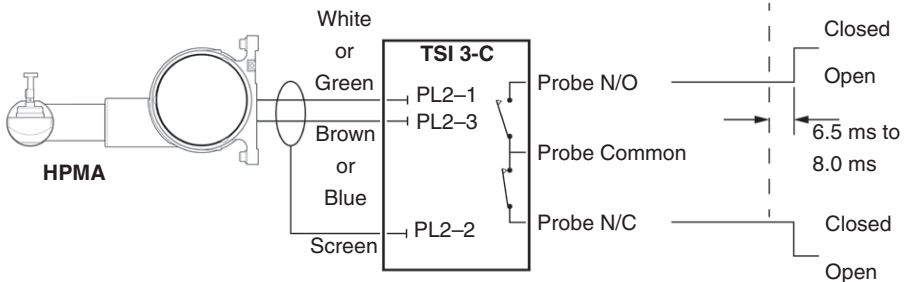 White
or
Green
Brown
or
Blue
Screen
HPMA
TSI 3-C
PL2–1
PL2–3
PL2–2
Probe N/O
Probe Common
Probe N/C
Closed
Open
6.5 ms to
8.0 ms
Closed
Open